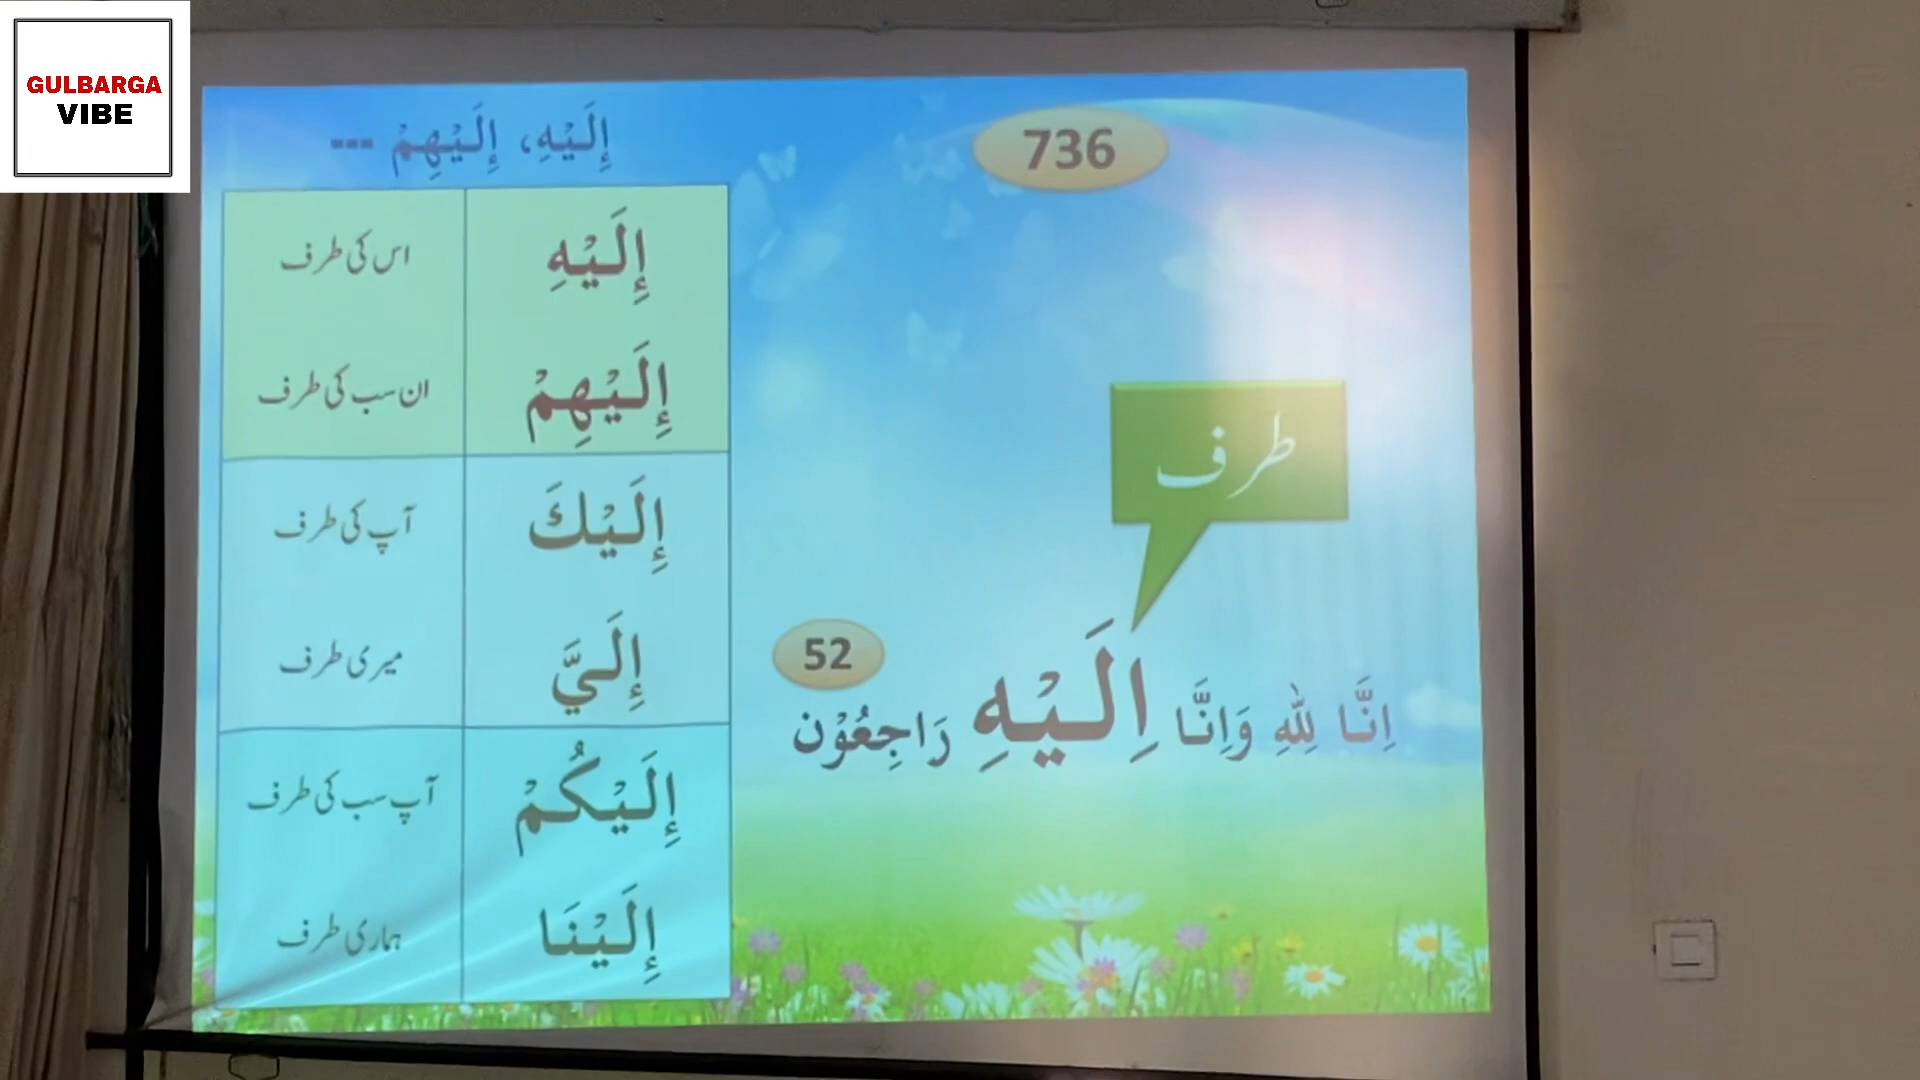 GULBARGA
VIBE
إِلَيْهِ، إِلَيْهِمْ ---
736
إِلَيْهِ اس کی طرف
إِلَيْهِمْ ان سب کی طرف
إِلَيْكَ آپ کی طرف
إِلَيَّ میری طرف
إِلَيْكُمْ آپ سب کی طرف
إِلَيْنَا ہماری طرف
طرف
52
اِنَّا لِلّٰهِ وَاِنَّا اِلَيْهِ رَاجِعُوْن